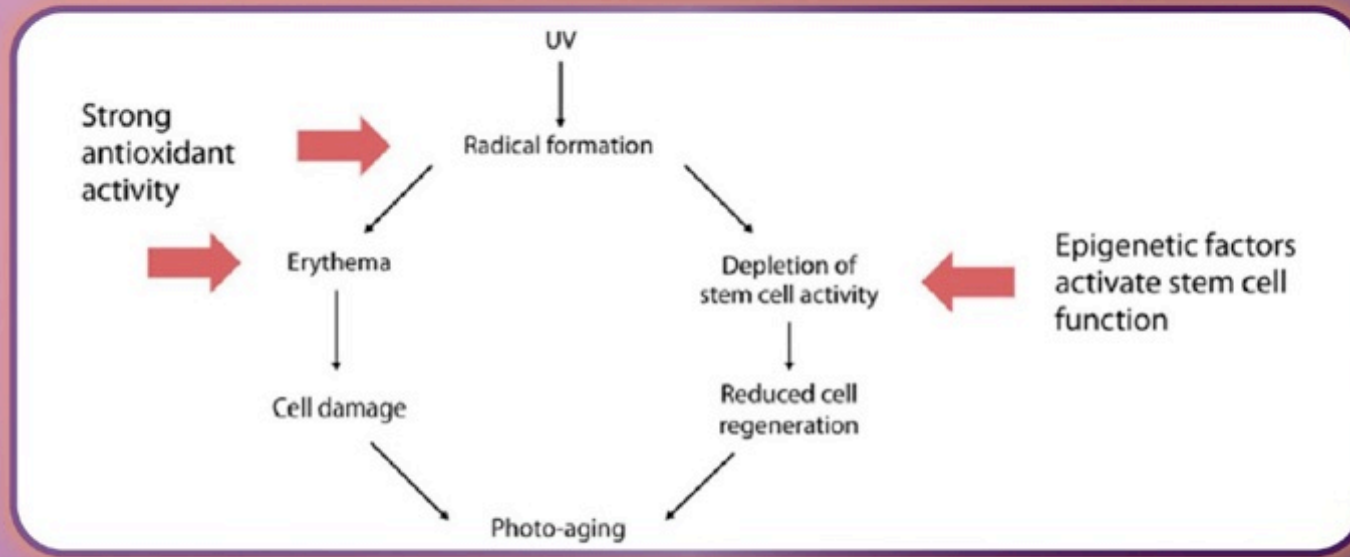 UV
Strong
antioxidant
activity
Radical formation
Erythema
Depletion of
stem cell activity
Epigenetic factors
activate stem cell
function
Cell damage
Reduced cell
regeneration
Photo-aging